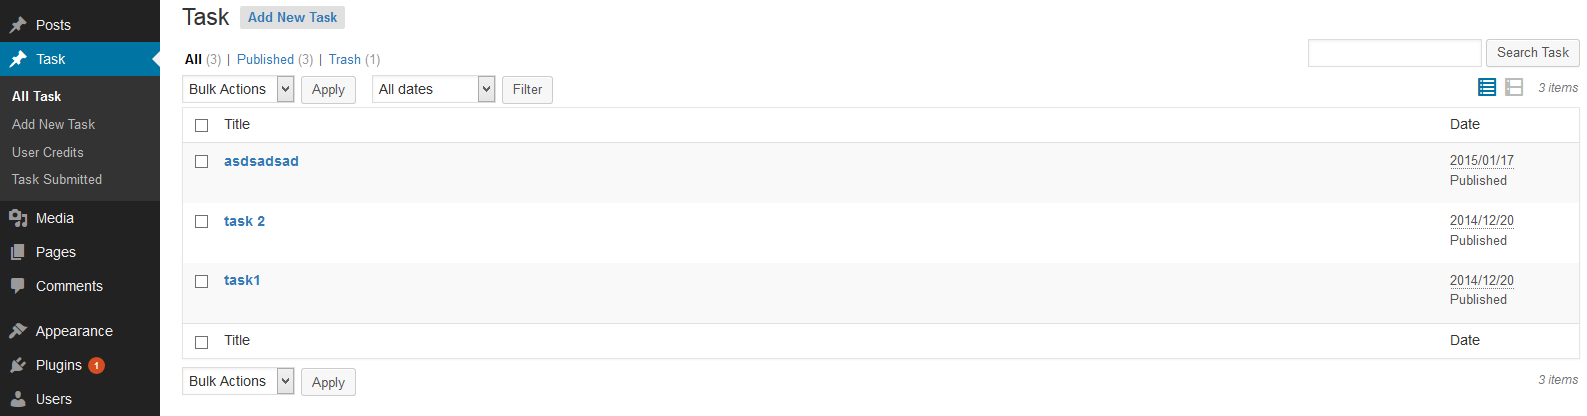 Posts
Task
All Task
Add New Task
User Credits
Task Submitted
Media
Pages
Comments
Appearance
Plugins 1
Users
Task Add New Task
All (3) | Published (3) | Trash (1)
Search Task
Bulk Actions Apply All dates Filter
3 items
Title Date
asdsadsad 2015/01/17
Published
task 2 2014/12/20
Published
task1 2014/12/20
Published
Title Date
Bulk Actions Apply
3 items